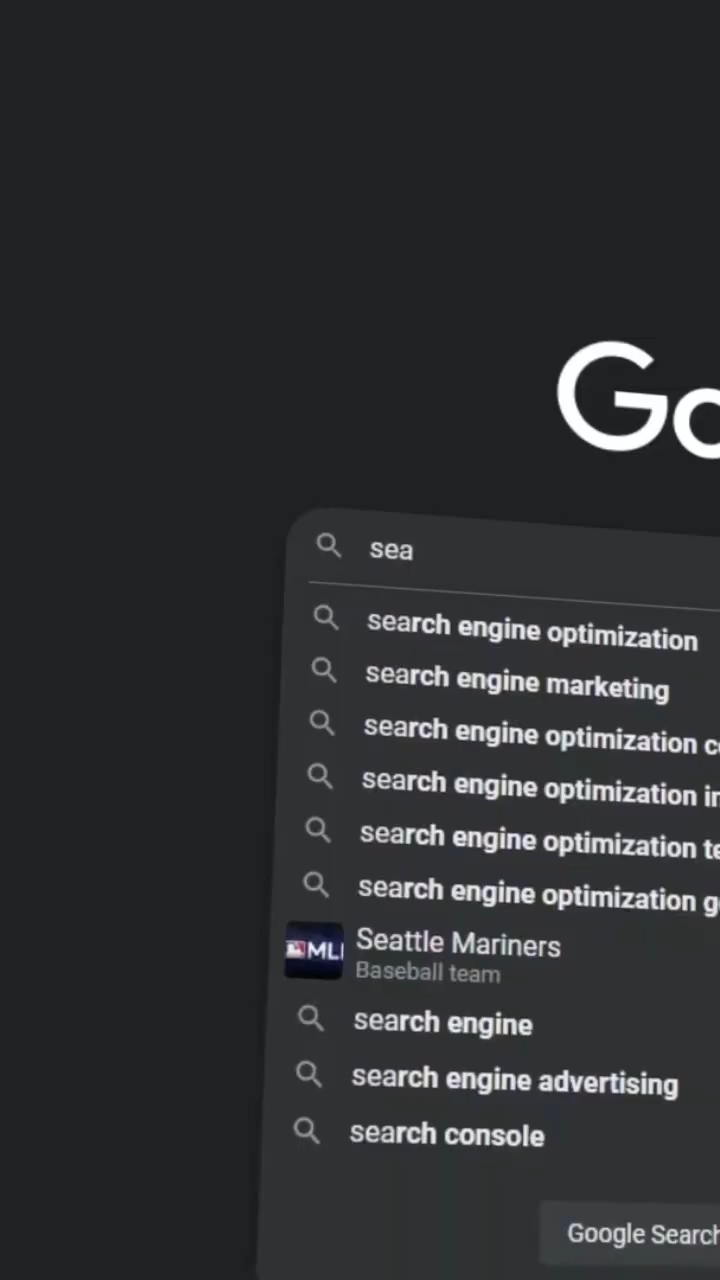 Go
sea
search engine optimization
search engine marketing
search engine optimization
search engine optimization
search engine optimization
search engine optimization
Seattle Mariners
Baseball team
search engine
search engine advertising
search console
Google Search